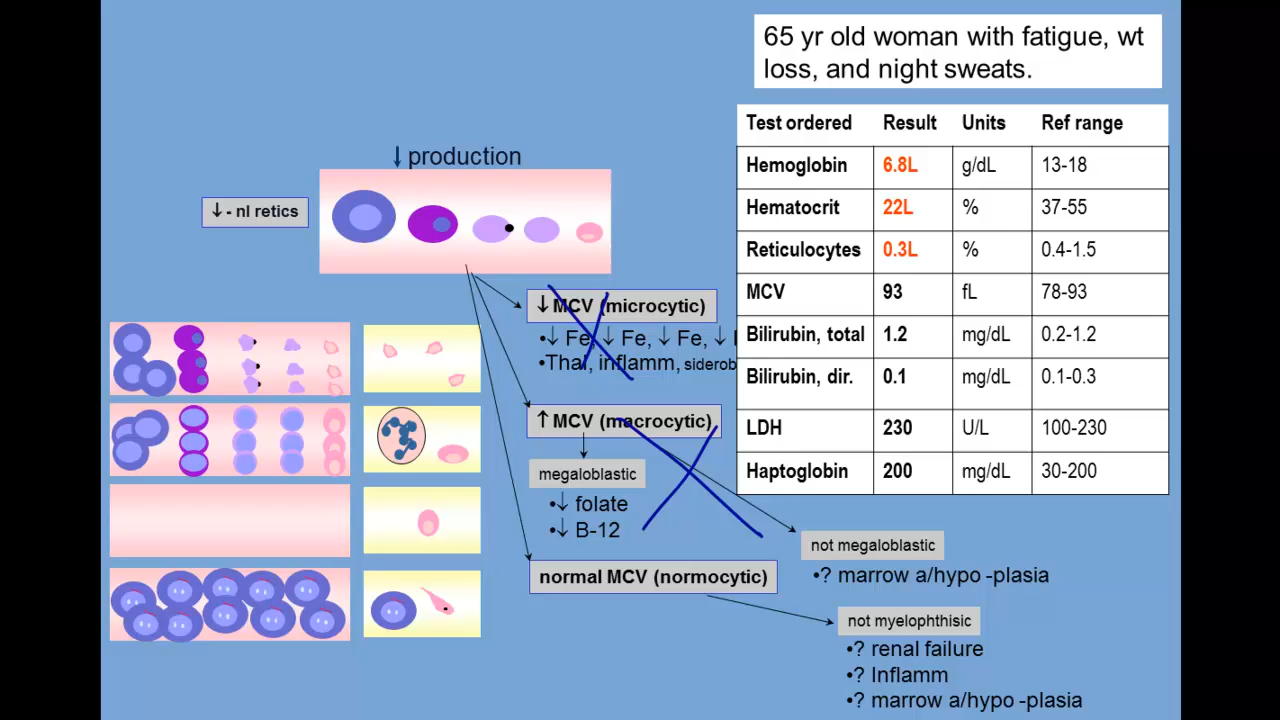 65 yr old woman with fatigue, wt
loss, and night sweats.
Test ordered Result Units Ref range
Hemoglobin 6.8L g/dL 13-18
Hematocrit 22L % 37-55
Reticulocytes 0.3L % 0.4-1.5
MCV 93 fL 78-93
Bilirubin, total 1.2 mg/dL 0.2-1.2
Bilirubin, dir. 0.1 mg/dL 0.1-0.3
LDH 230 U/L 100-230
Haptoglobin 200 mg/dL 30-200
↓ production
↓ - nl retics
↓ MCV (microcytic)
•↓ Fe, ↓ Fe, ↓ Fe, ↓
•Thal, inflamm, siderob
↑ MCV (macrocytic)
megaloblastic
•↓ folate
•↓ B-12
not megaloblastic
•? marrow a/hypo -plasia
normal MCV (normocytic)
not myelophthisic
•? renal failure
•? Inflamm
•? marrow a/hypo -plasia